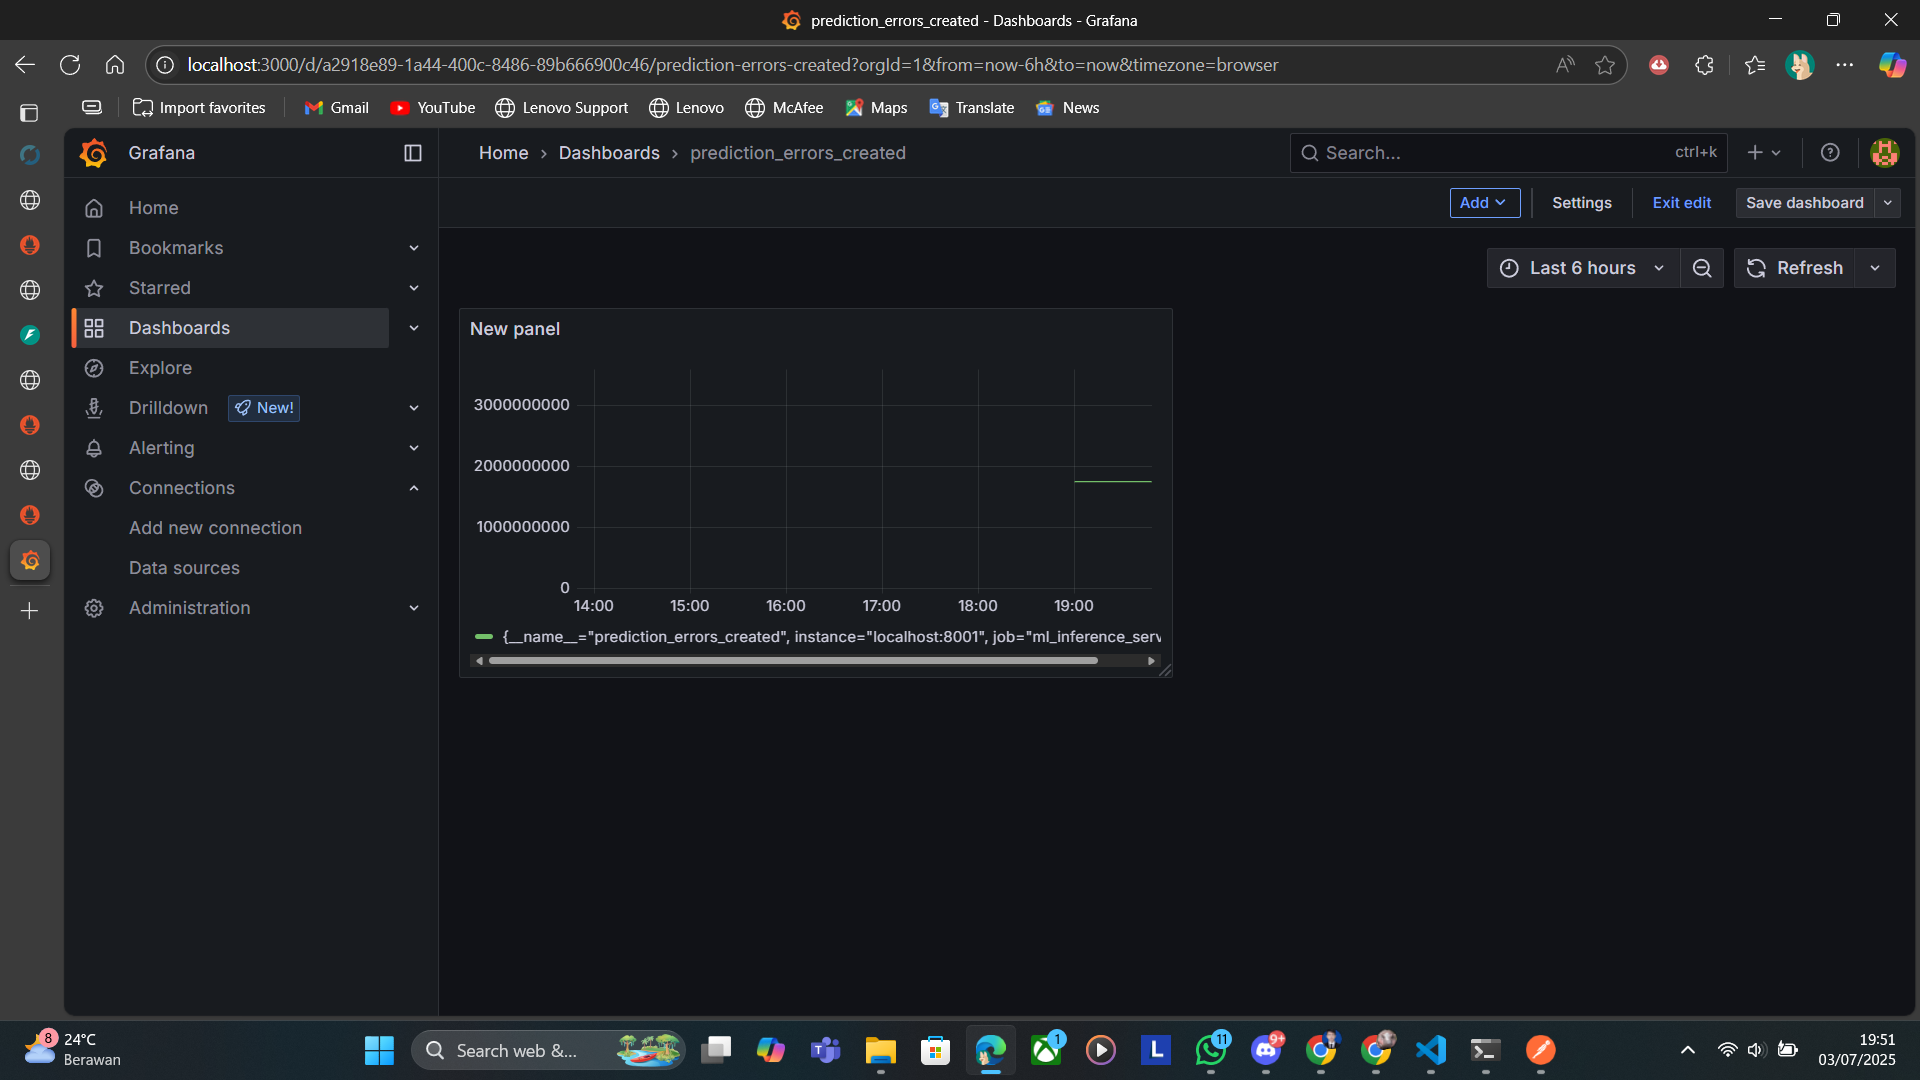 prediction_errors_created - Dashboards - Grafana
localhost:3000/d/a2918e89-1a44-400c-8486-89b666900c46/prediction-errors-created?orgId=1&from=now-6h&to=now&timezone=browser
Import favorites Gmail YouTube Lenovo Support Lenovo McAfee Maps Translate News
Grafana Home › Dashboards › prediction_errors_created Search... ctrl+k
Add Settings Exit edit Save dashboard
Last 6 hours Refresh
Home
Bookmarks
Starred
Dashboards
Explore
Drilldown New!
Alerting
Connections
Add new connection
Data sources
Administration
New panel
3000000000
2000000000
1000000000
0
14:00 15:00 16:00 17:00 18:00 19:00
{__name__="prediction_errors_created", instance="localhost:8001", job="ml_inference_serv
8 24°C
Berawan
Search web &...
L
1
11
9+
19:51
03/07/2025